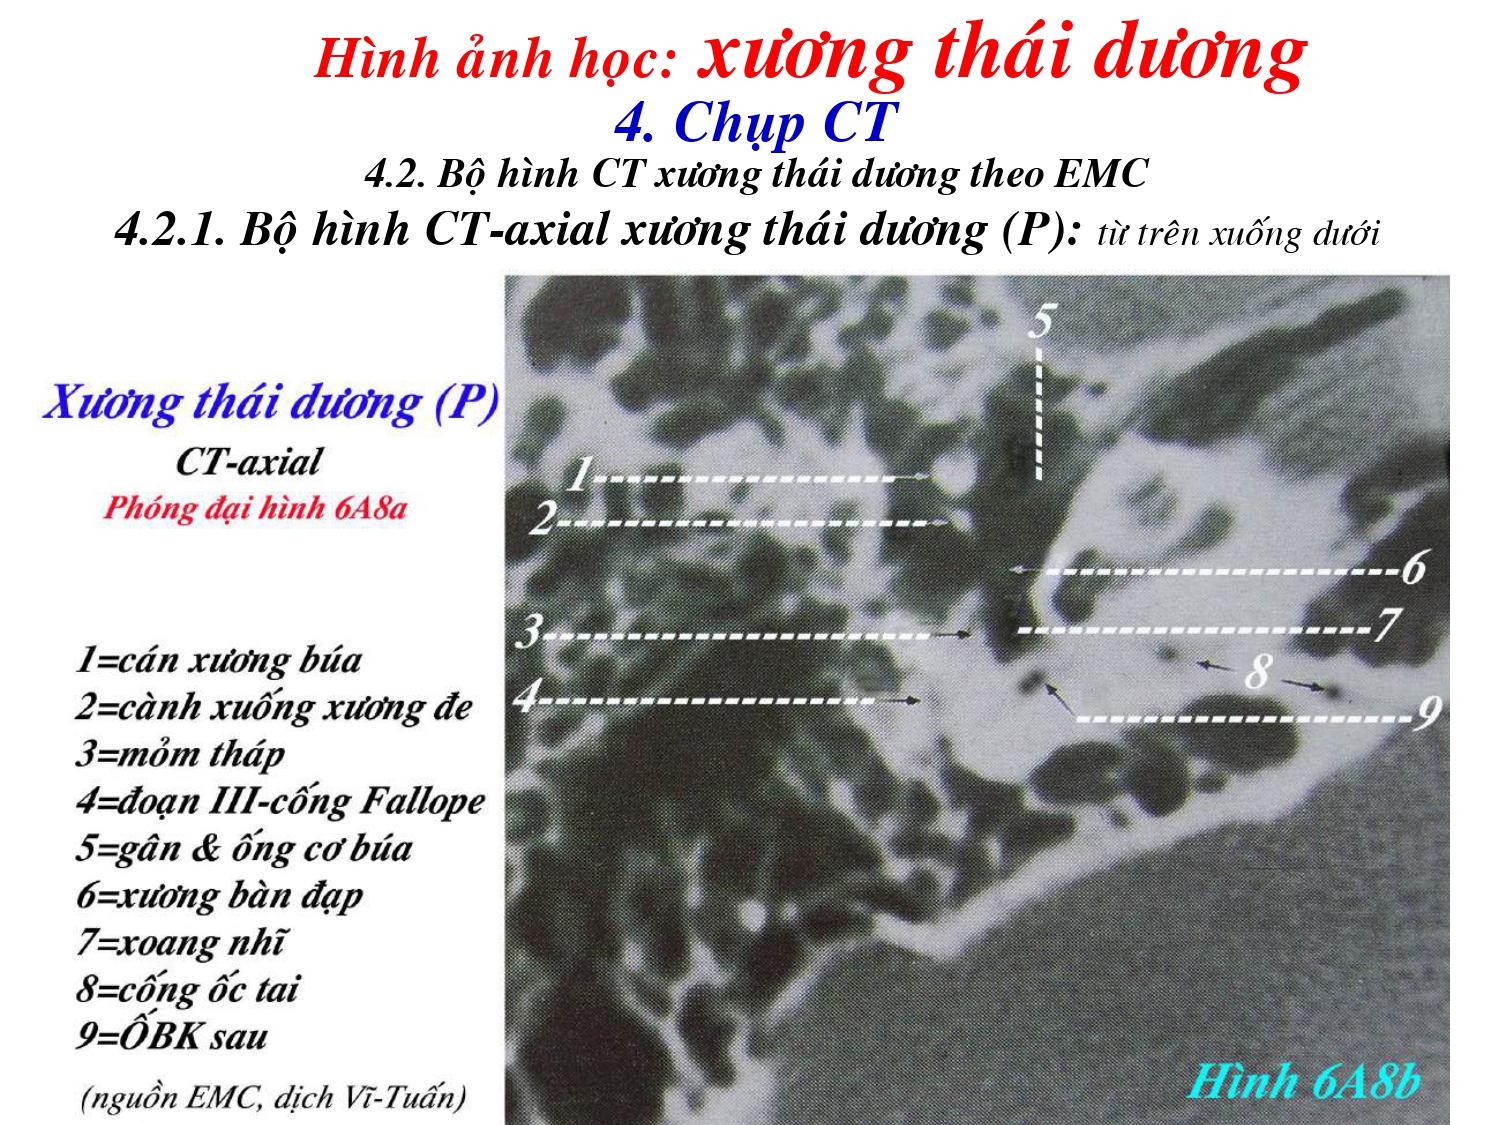 Hình ảnh học: xương thái dương
4. Chụp CT
4.2. Bộ hình CT xương thái dương theo EMC
4.2.1. Bộ hình CT-axial xương thái dương (P): từ trên xuống dưới
Xương thái dương (P)
CT-axial
Phóng đại hình 6A8a
1=cán xương búa
2=cành xuống xương đe
3=mỏm tháp
4=đoạn III-cống Fallope
5=gân & ống cơ búa
6=xương bàn đạp
7=xoang nhĩ
8=cống ốc tai
9=ỐBK sau
(nguồn EMC, dịch Vĩ-Tuấn)
5
1
2
6
3
7
8
4
9
Hình 6A8b